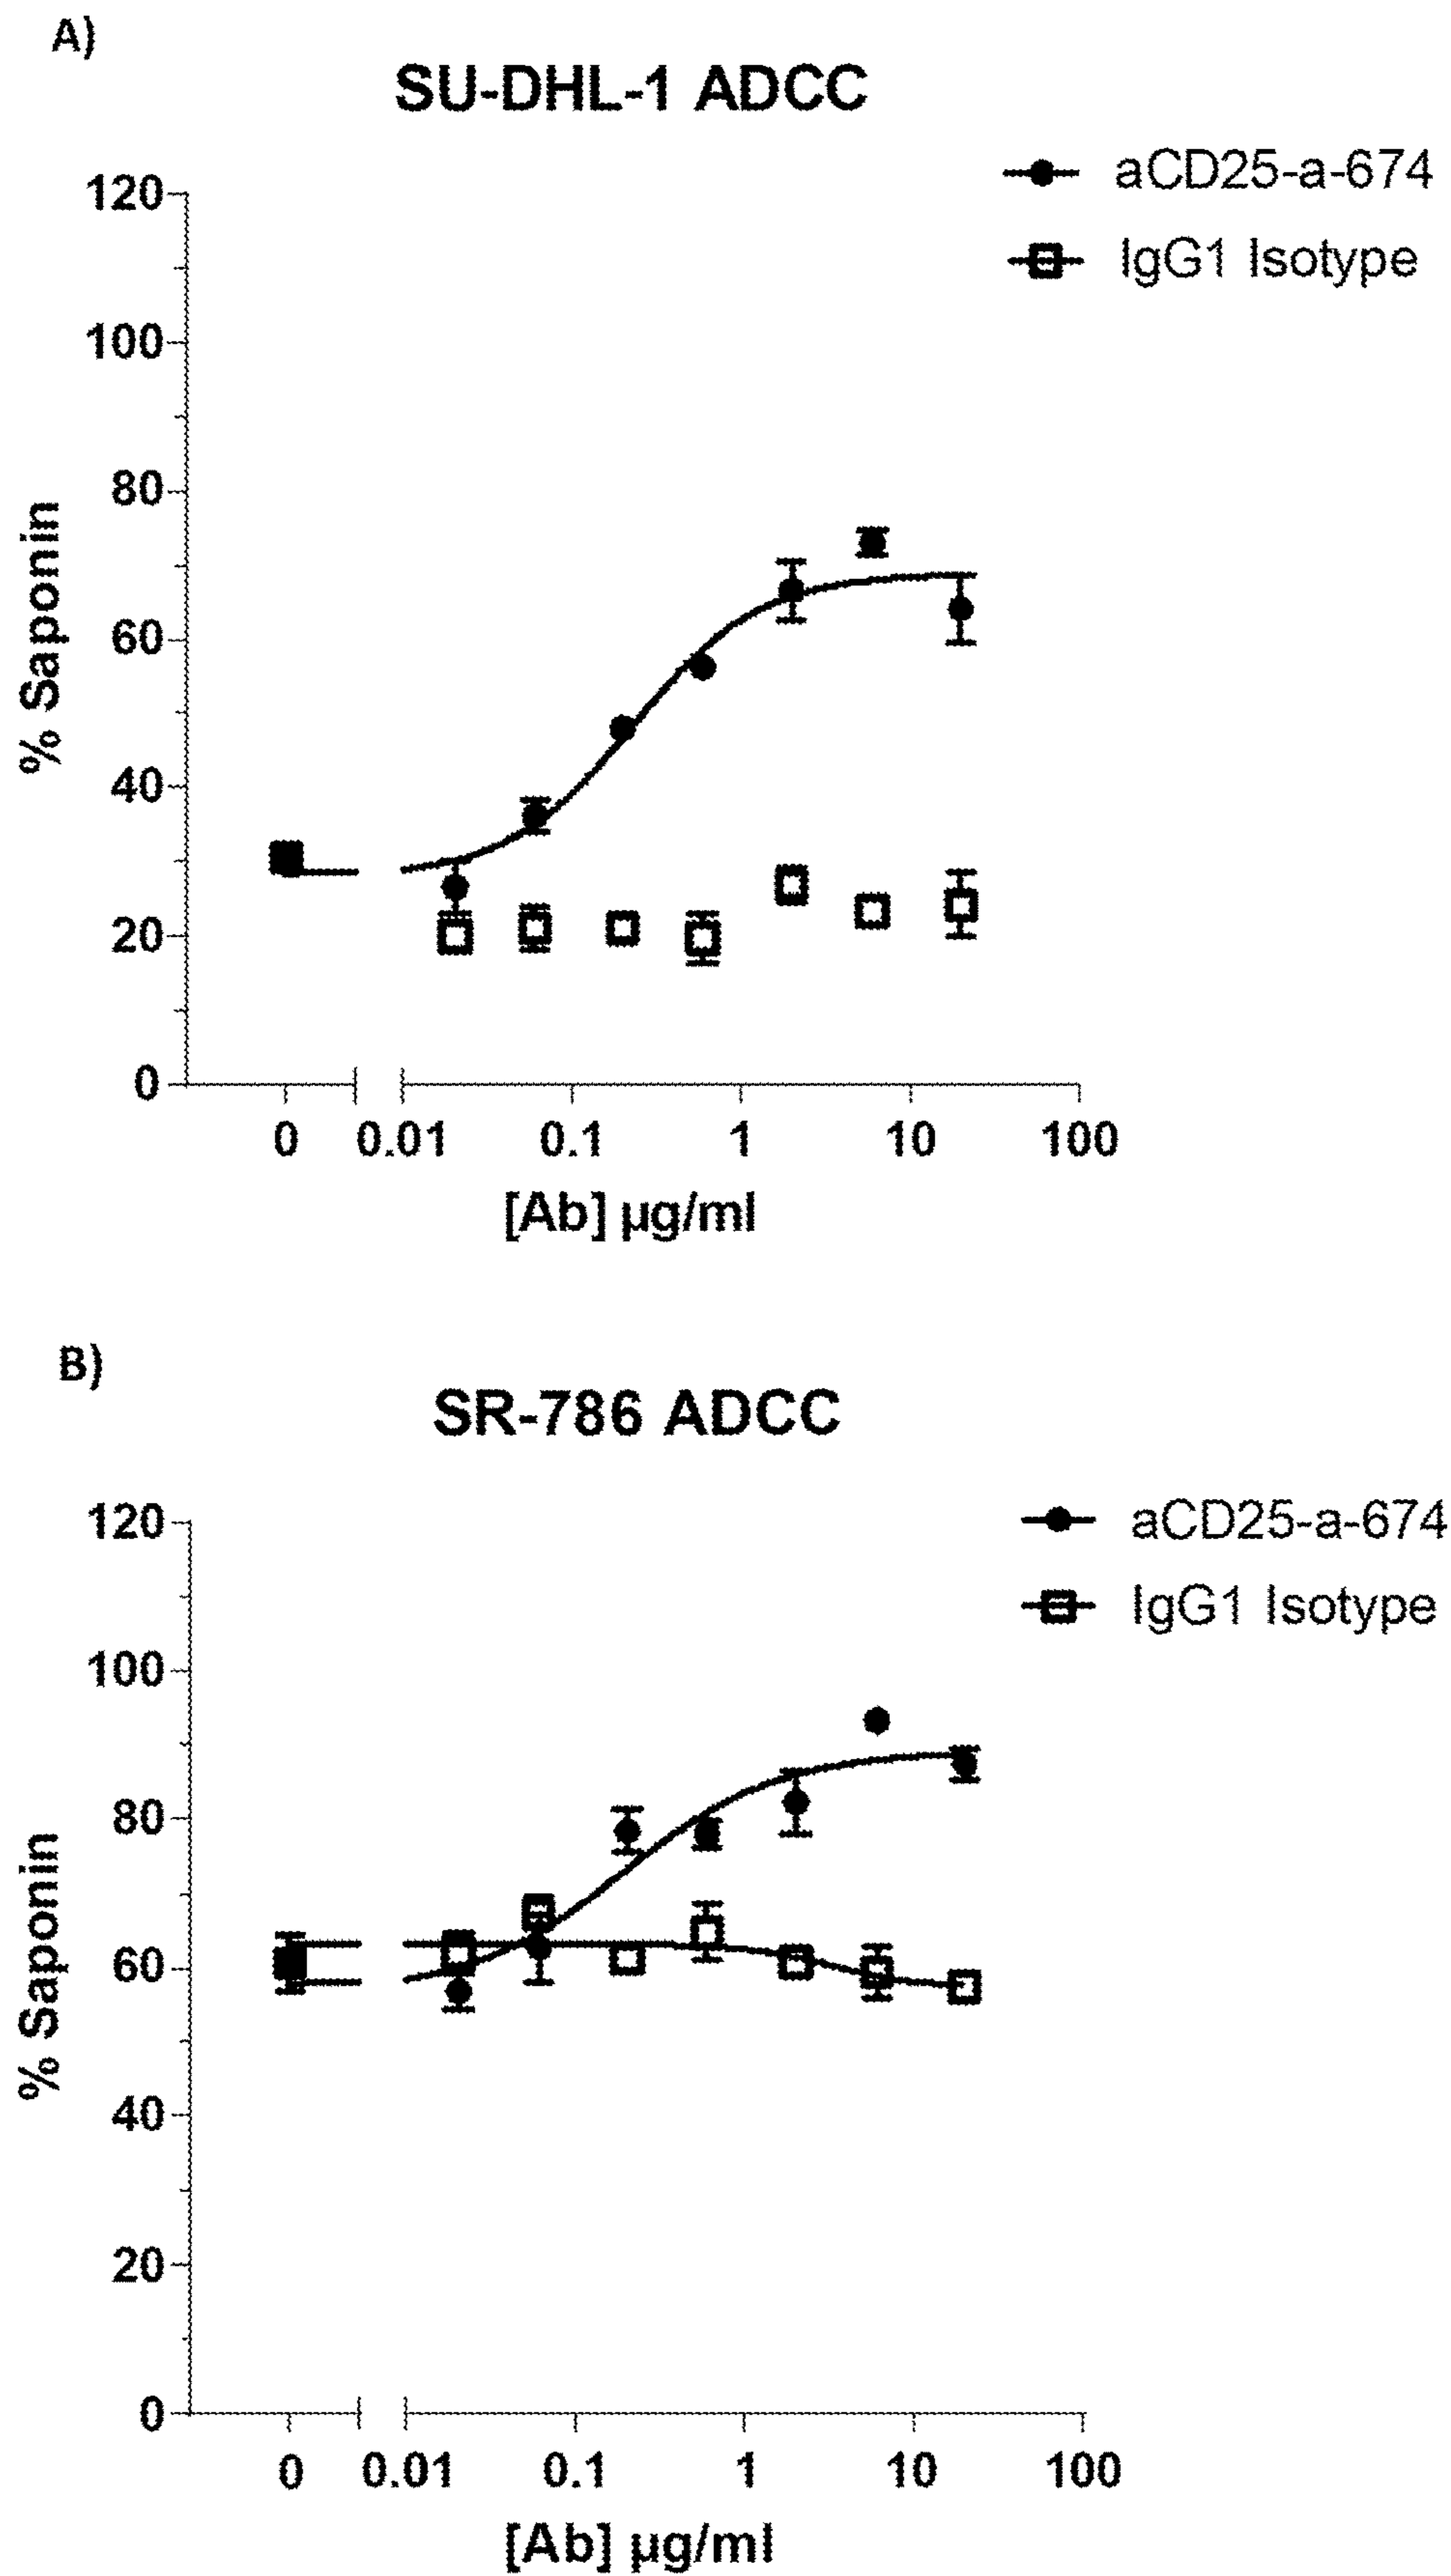 A)
SU-DHL-1 ADCC
aCD25-a-674
IgG1 Isotype
120
100
80
60
40
20
0
% Saponin
0 0.01 0.1 1 10 100
[Ab] µg/ml
B)
SR-786 ADCC
aCD25-a-674
IgG1 Isotype
120
100
80
60
40
20
0
% Saponin
0 0.01 0.1 1 10 100
[Ab] µg/ml